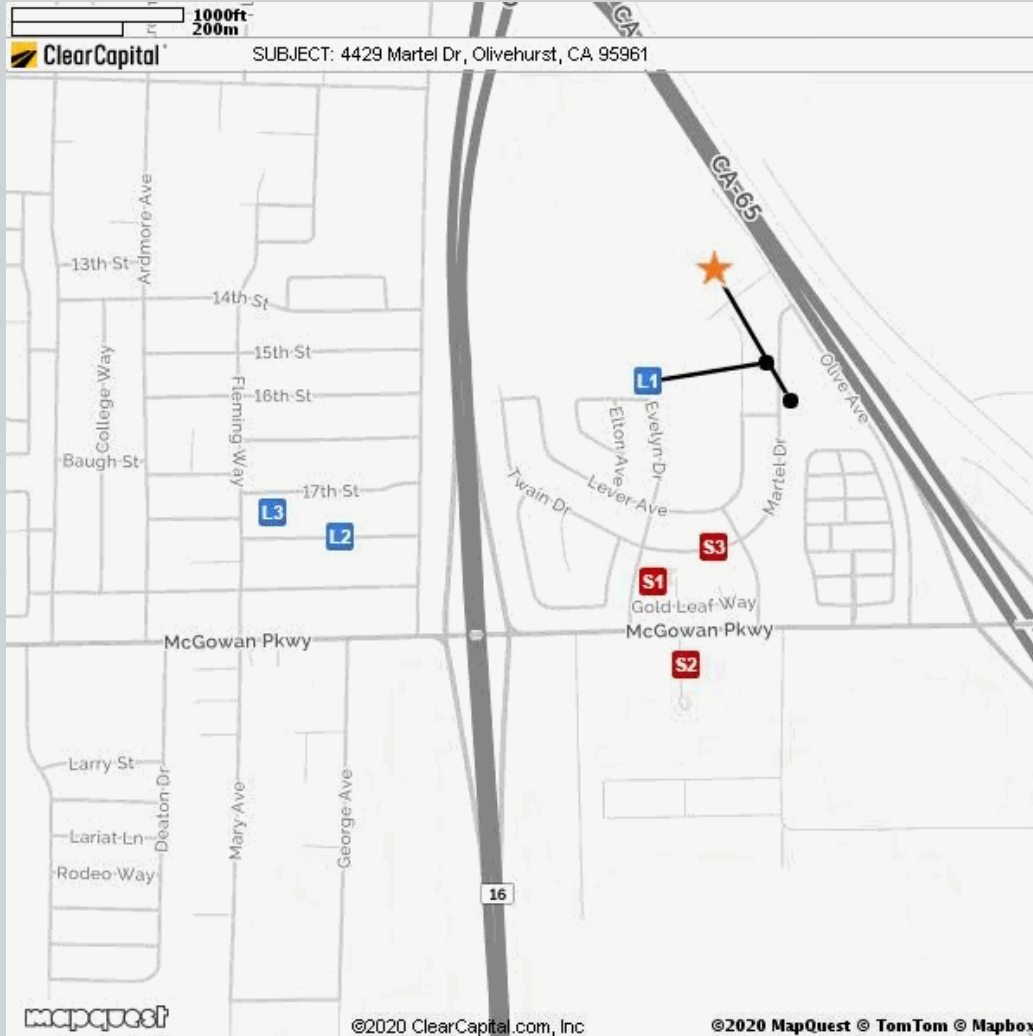 1000ft
200m
ClearCapital
SUBJECT: 4429 Martel Dr, Olivehurst, CA 95961
CA-65
Ardmore Ave
13th St
14th St
15th St
16th St
College Way
Fleming Way
Baugh St
17th St
L3
L2
L1
Elton Ave
Evelyn Dr
Lever Ave
Twain Dr
Martel Dr
Olive Ave
S3
S1
Gold Leaf Way
McGowan Pkwy
McGowan Pkwy
S2
Larry St
Deaton Dr
Mary Ave
George Ave
Lariat Ln
Rodeo Way
16
mapquest
©2020 ClearCapital.com, Inc
©2020 MapQuest © TomTom © Mapbox